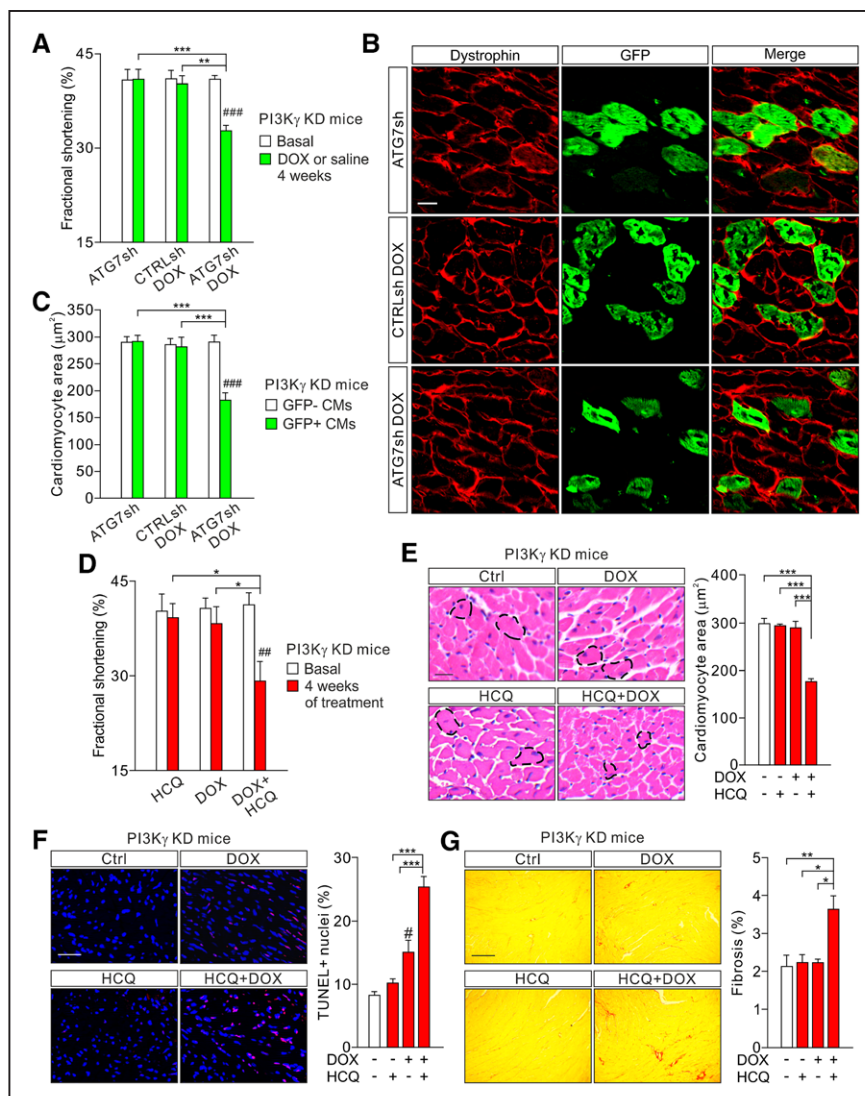 A
Fractional shortening (%)
45
30
15
***
**
###
ATG7sh
CTRLsh
DOX
ATG7sh
DOX
PI3Kγ KD mice
Basal
DOX or saline
4 weeks
B
Dystrophin
GFP
Merge
ATG7sh
CTRLsh DOX
ATG7sh DOX
C
Cardiomyocyte area (µm²)
350
300
250
200
150
100
50
0
***
***
###
ATG7sh
CTRLsh
DOX
ATG7sh
DOX
PI3Kγ KD mice
GFP- CMs
GFP+ CMs
D
Fractional shortening (%)
45
30
15
*
*
##
HCQ
DOX
DOX+
HCQ
PI3Kγ KD mice
Basal
4 weeks
of treatment
E
PI3Kγ KD mice
Ctrl
DOX
HCQ
HCQ+DOX
Cardiomyocyte area (µm²)
400
300
200
100
0
***
***
***
DOX - - + +
HCQ - + - +
F
PI3Kγ KD mice
Ctrl
DOX
HCQ
HCQ+DOX
TUNEL+ nuclei (%)
30
20
10
0
***
***
#
DOX - - + +
HCQ - + - +
G
PI3Kγ KD mice
Ctrl
DOX
HCQ
HCQ+DOX
Fibrosis (%)
5
4
3
2
1
0
**
*
*
DOX - - + +
HCQ - + - +